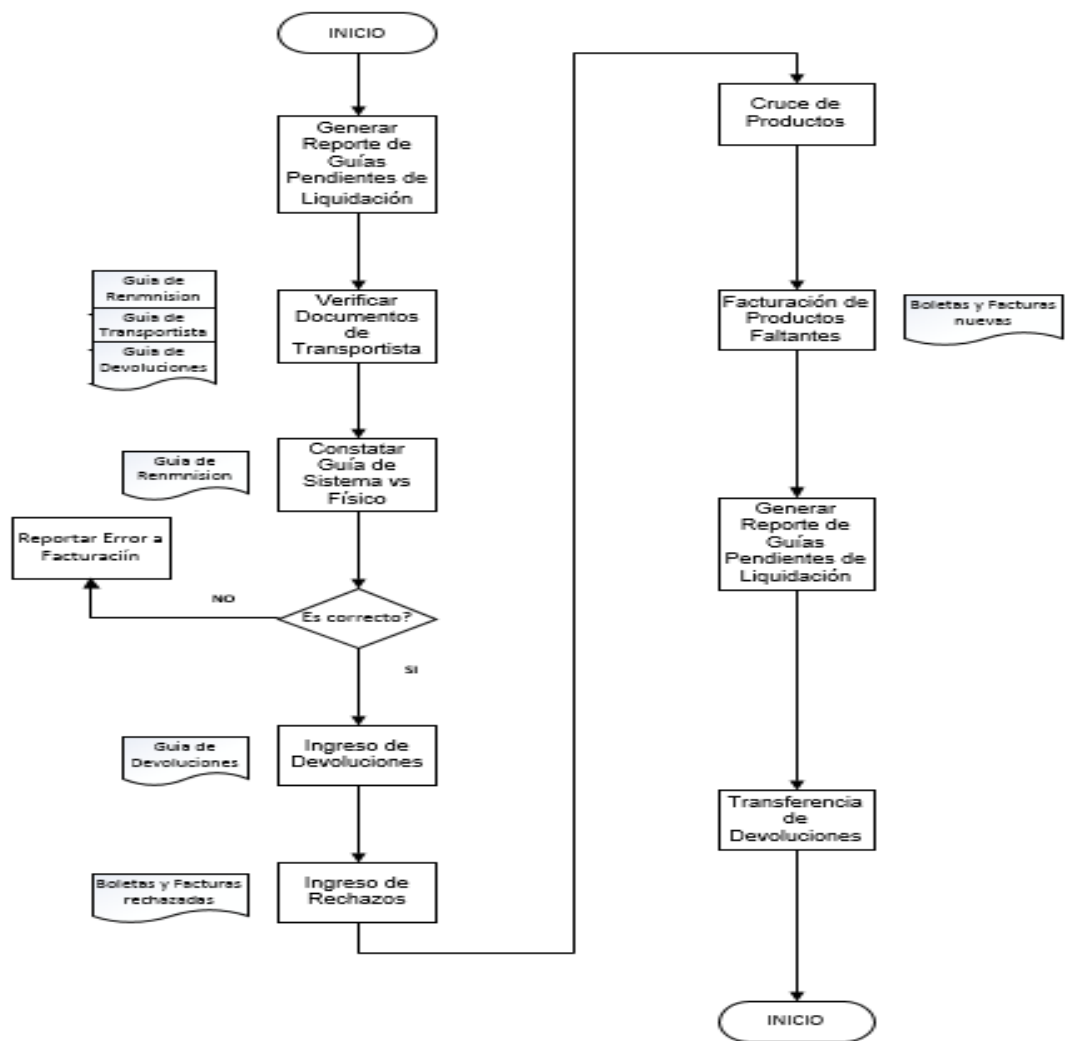 INICIO
Generar
Reporte de
Guías
Pendientes de
Liquidación
Guia de
Renmnision
Guia de
Transportista
Guia de
Devoluciones
Verificar
Documentos
de
Transportista
Guia de
Renmnision
Constatar
Guía de
Sistema vs
Físico
Reportar Error a
Facturaciín
NO
Es correcto?
SI
Guia de
Devoluciones
Ingreso de
Devoluciones
Boletas y Facturas
rechazadas
Ingreso de
Rechazos
Cruce de
Productos
Facturación de
Productos
Faltantes
Boletas y Facturas
nuevas
Generar
Reporte de
Guías
Pendientes de
Liquidación
Transferencia
de
Devoluciones
INICIO